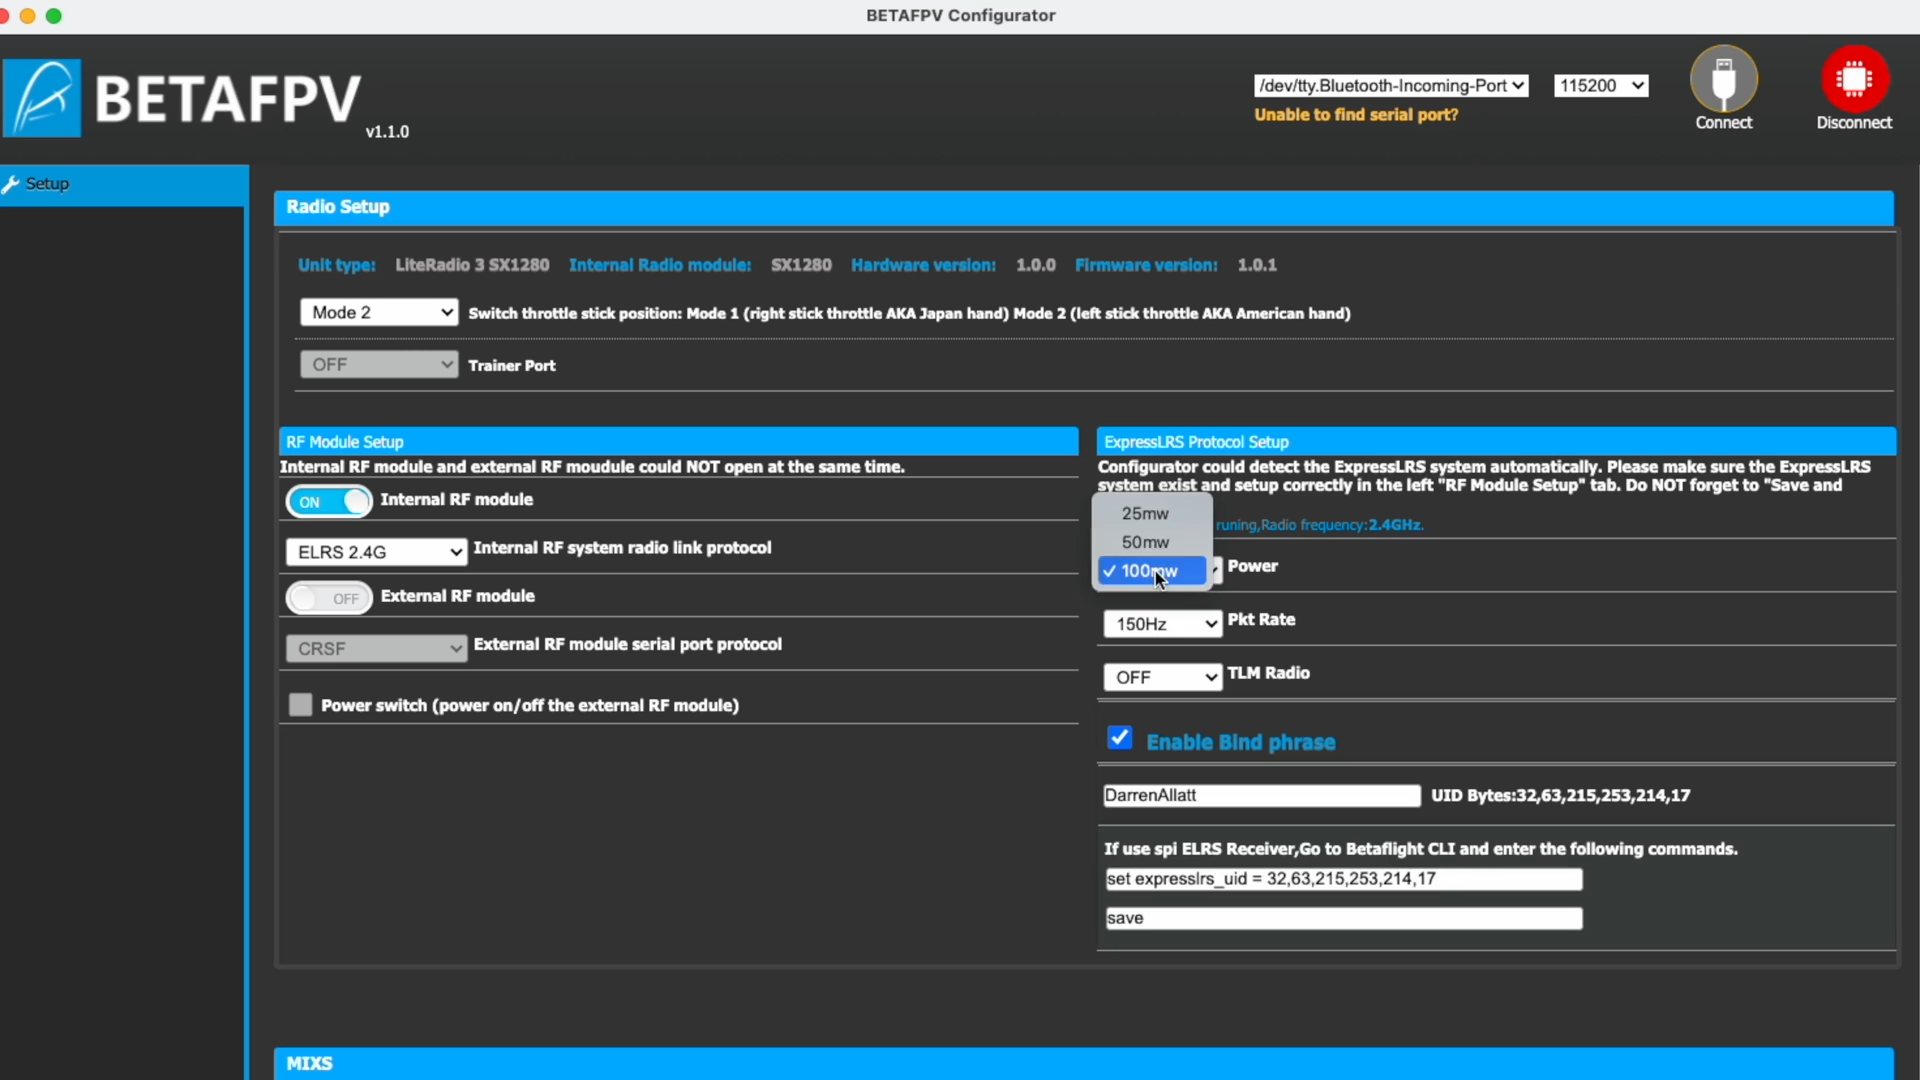 BETAFPV Configurator
BETAFPV
v1.1.0
/dev/tty.Bluetooth-Incoming-Port
115200
Unable to find serial port?
Connect
Disconnect
Setup
Radio Setup
Unit type: LiteRadio 3 SX1280 Internal Radio module: SX1280 Hardware version: 1.0.0 Firmware version: 1.0.1
Mode 2 Switch throttle stick position: Mode 1 (right stick throttle AKA Japan hand) Mode 2 (left stick throttle AKA American hand)
OFF Trainer Port
RF Module Setup
Internal RF module and external RF moudule could NOT open at the same time.
ON Internal RF module
ELRS 2.4G Internal RF system radio link protocol
OFF External RF module
CRSF External RF module serial port protocol
Power switch (power on/off the external RF module)
ExpressLRS Protocol Setup
Configurator could detect the ExpressLRS system automatically. Please make sure the ExpressLRS
system exist and setup correctly in the left "RF Module Setup" tab. Do NOT forget to "Save and
runing,Radio frequency:2.4GHz.
25mw
50mw
100mw Power
150Hz Pkt Rate
OFF TLM Radio
Enable Bind phrase
DarrenAllatt UID Bytes:32,63,215,253,214,17
If use spi ELRS Receiver,Go to Betaflight CLI and enter the following commands.
set expresslrs_uid = 32,63,215,253,214,17
save
MIXS